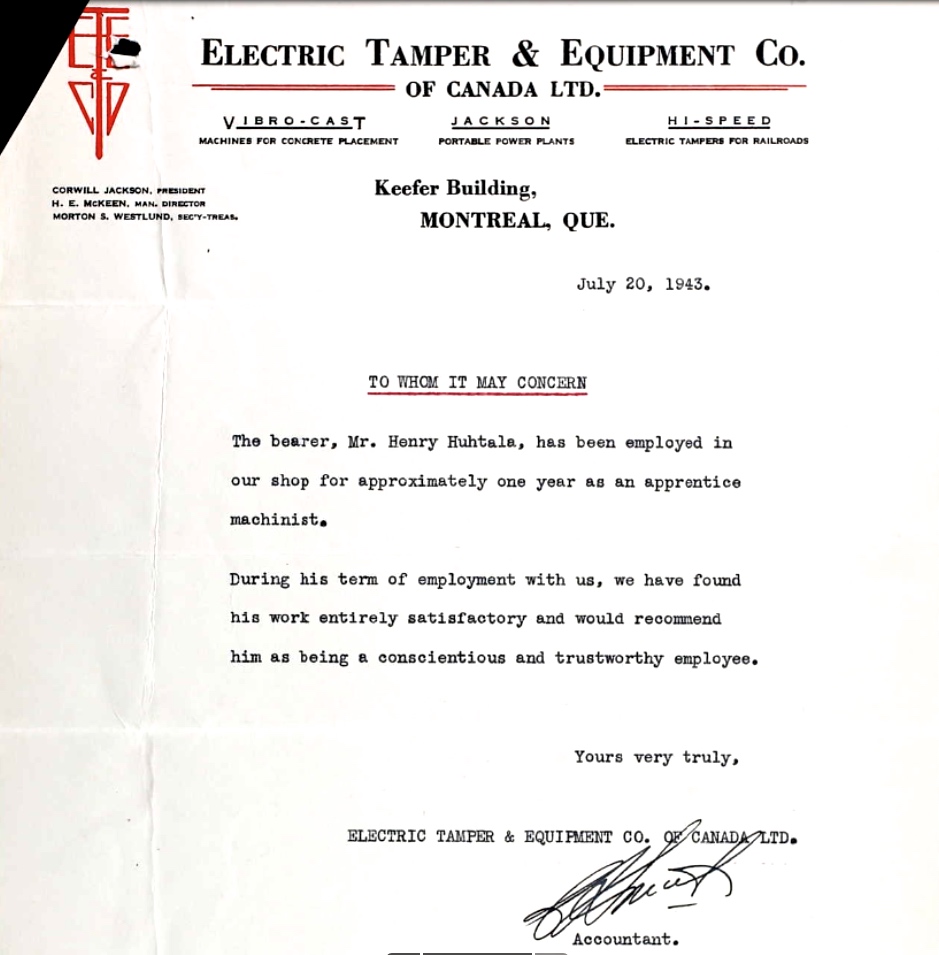 ELECTRIC TAMPER & EQUIPMENT CO.
OF CANADA LTD.
VIBRO-CAST JACKSON HI-SPEED
MACHINES FOR CONCRETE PLACEMENT PORTABLE POWER PLANTS ELECTRIC TAMPERS FOR RAILROADS
CORWILL JACKSON, PRESIDENT
H. E. McKEEN, MAN. DIRECTOR
MORTON S. WESTLUND, SEC'Y-TREAS.
Keefer Building,
MONTREAL, QUE.
July 20, 1943.
TO WHOM IT MAY CONCERN
The bearer, Mr. Henry Huhtala, has been employed in
our shop for approximately one year as an apprentice
machinist.
During his term of employment with us, we have found
his work entirely satisfactory and would recommend
him as being a conscientious and trustworthy employee.
Yours very truly,
ELECTRIC TAMPER & EQUIPMENT CO. OF CANADA LTD.
Accountant.